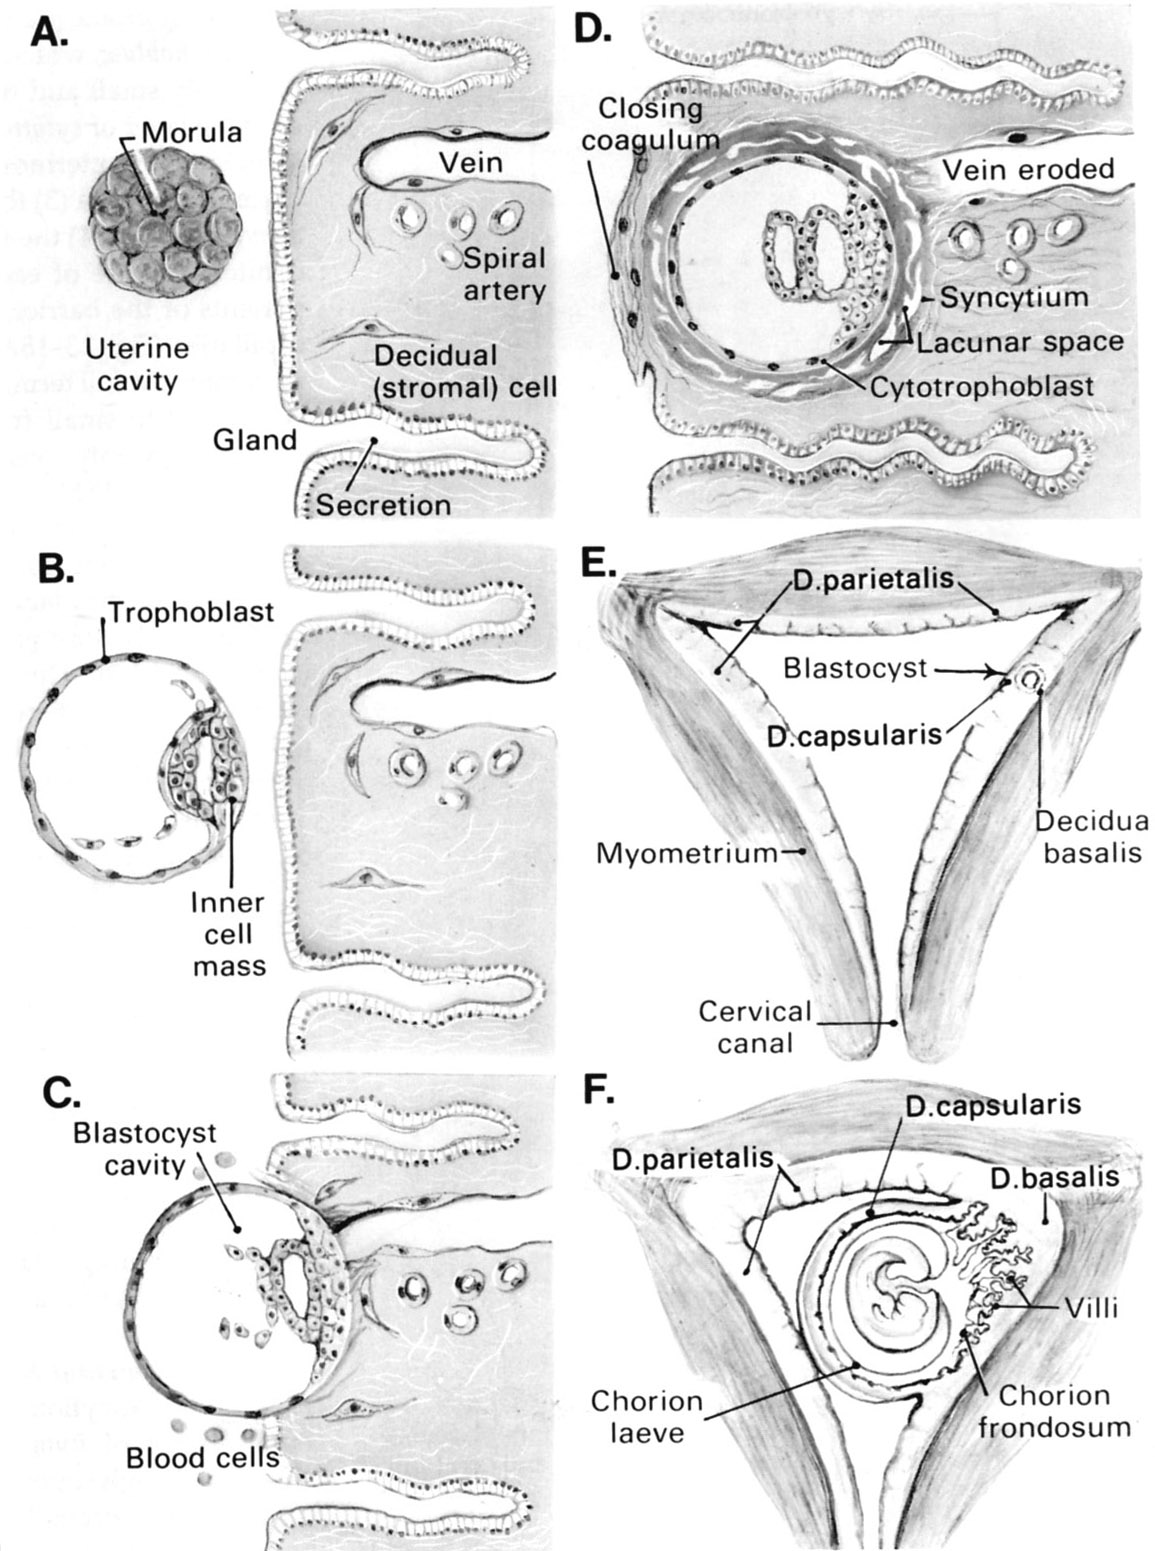 A.
Morula
Uterine
cavity
Vein
Spiral
artery
Decidual
(stromal) cell
Gland
Secretion
B.
Trophoblast
Inner
cell
mass
C.
Blastocyst
cavity
Blood cells
D.
Closing
coagulum
Vein eroded
Syncytium
Lacunar space
Cytotrophoblast
E.
D.parietalis
Blastocyst
D.capsularis
Decidua
basalis
Myometrium
Cervical
canal
F.
D.capsularis
D.parietalis
D.basalis
Villi
Chorion
laeve
Chorion
frondosum